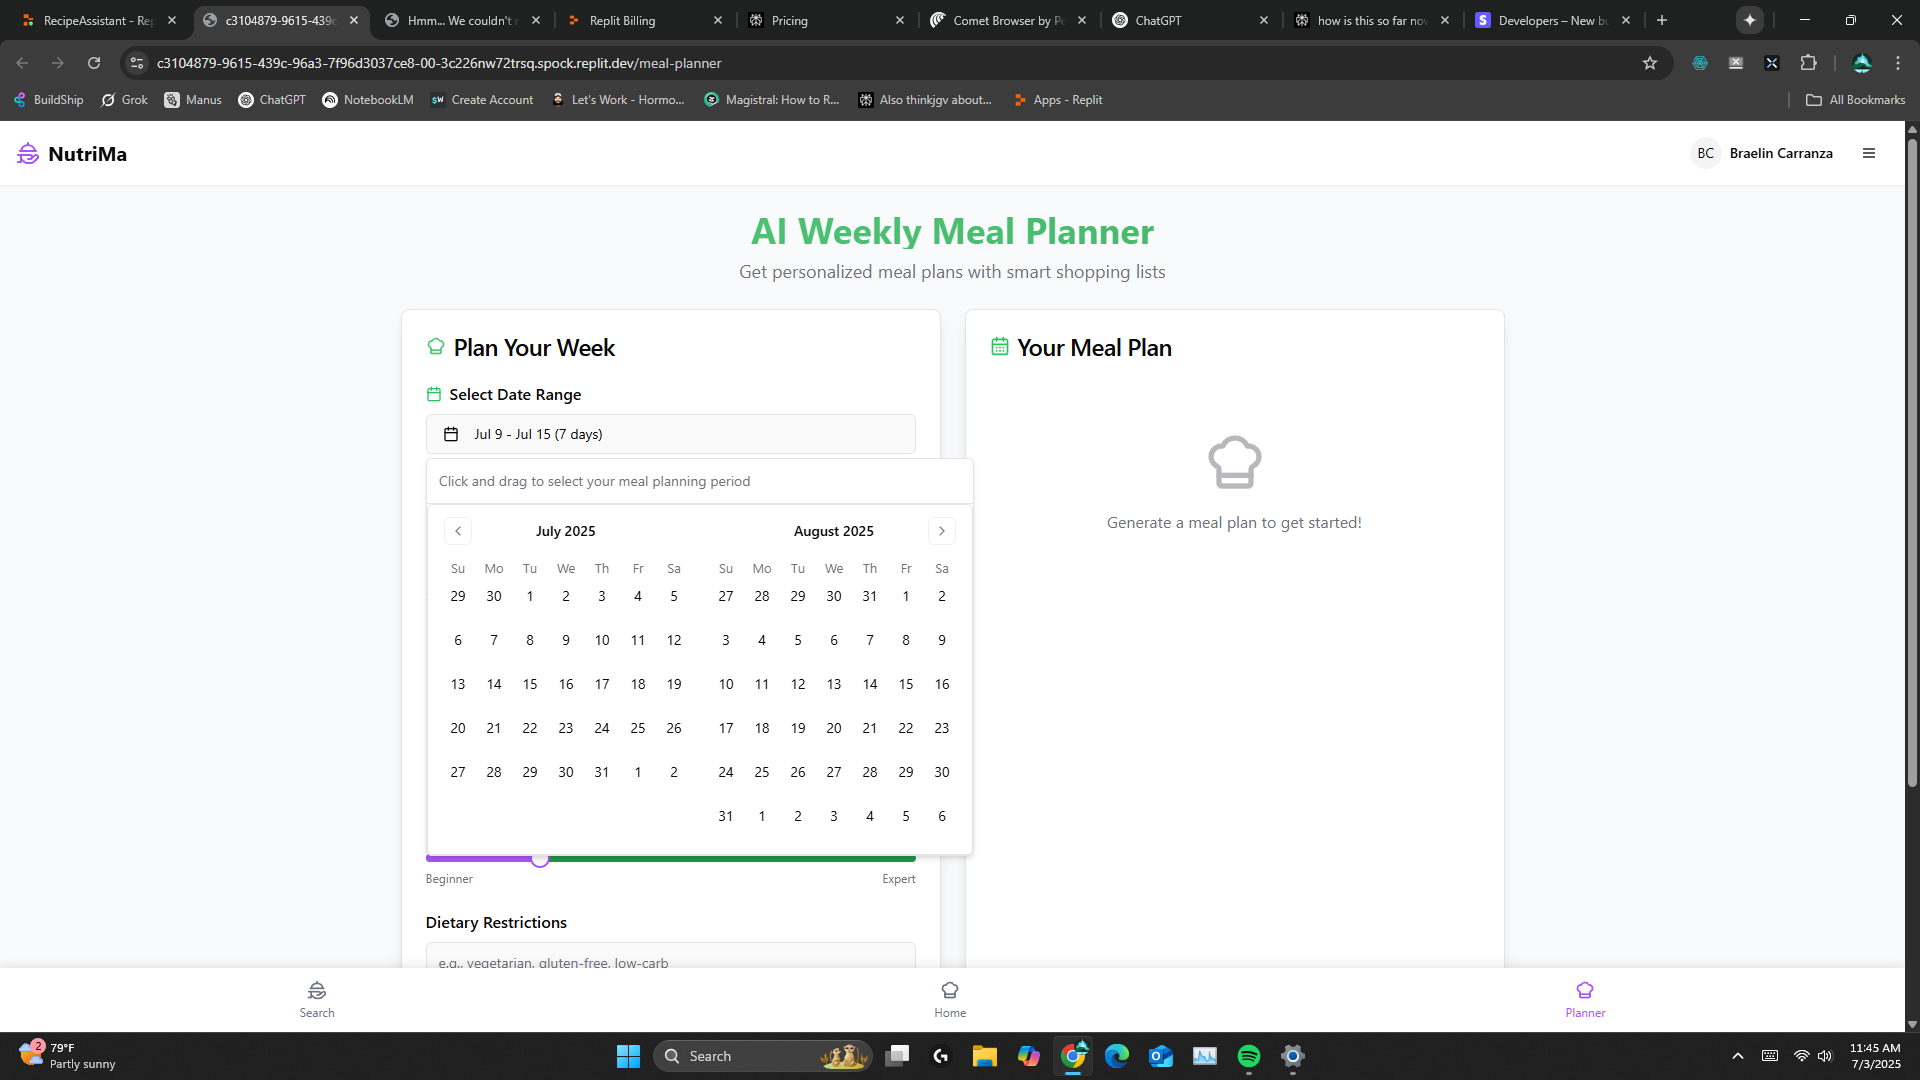 RecipeAssistant - Rep
c3104879-9615-439c
Hmm... We couldn't r
Replit Billing
Pricing
Comet Browser by Pe
ChatGPT
how is this so far nov
Developers – New bu
c3104879-9615-439c-96a3-7f96d3037ce8-00-3c226nw72trsq.spock.replit.dev/meal-planner
BuildShip
Grok
Manus
ChatGPT
NotebookLM
Create Account
Let's Work - Hormo...
Magistral: How to R...
Also thinkjgv about...
Apps - Replit
All Bookmarks
NutriMa
BC
Braelin Carranza
AI Weekly Meal Planner
Get personalized meal plans with smart shopping lists
Plan Your Week
Select Date Range
Jul 9 - Jul 15 (7 days)
Click and drag to select your meal planning period
July 2025
Su Mo Tu We Th Fr Sa
29 30 1 2 3 4 5
6 7 8 9 10 11 12
13 14 15 16 17 18 19
20 21 22 23 24 25 26
27 28 29 30 31 1 2
August 2025
Su Mo Tu We Th Fr Sa
27 28 29 30 31 1 2
3 4 5 6 7 8 9
10 11 12 13 14 15 16
17 18 19 20 21 22 23
24 25 26 27 28 29 30
31 1 2 3 4 5 6
Beginner
Expert
Dietary Restrictions
e.g., vegetarian, gluten-free, low-carb
Your Meal Plan
Generate a meal plan to get started!
Search
Home
Planner
2
79°F
Partly sunny
Search
11:45 AM
7/3/2025